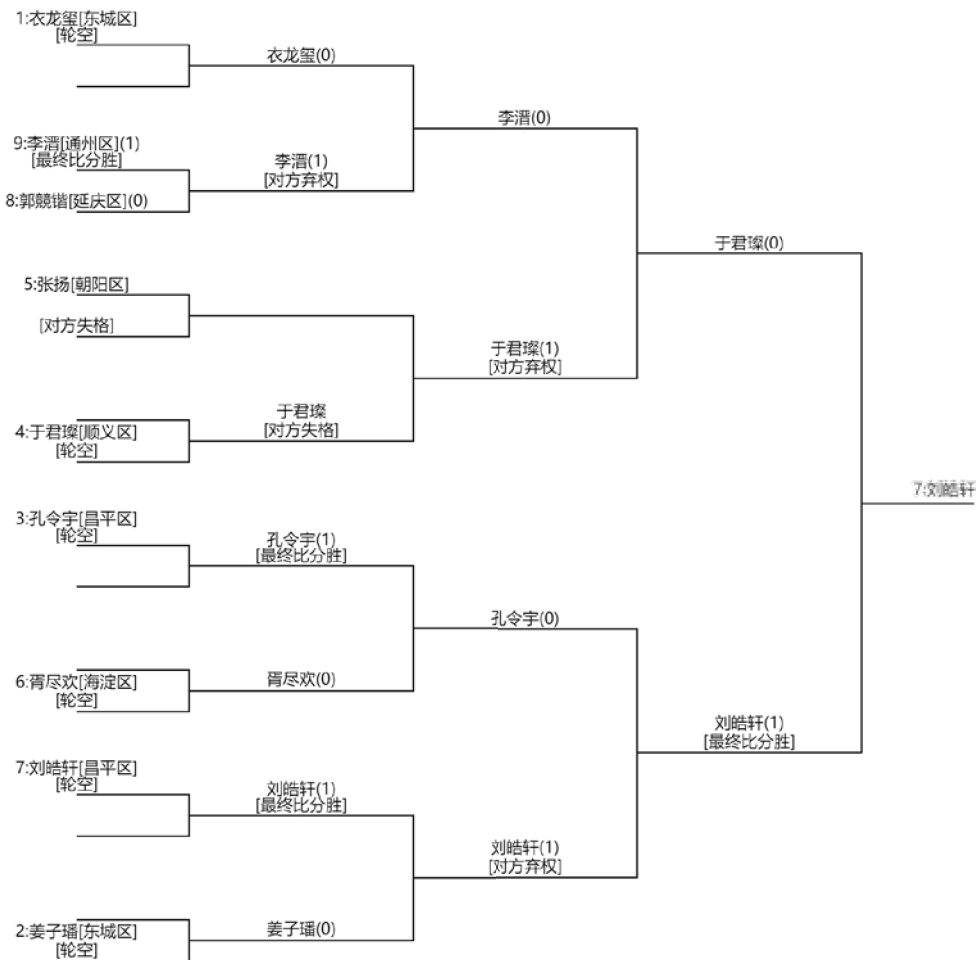 1:衣龙玺[东城区]
[轮空]
衣龙玺(0)
李溍(0)
9:李溍[通州区](1)
[最终比分胜]
李溍(1)
[对方弃权]
8:郭競锴[延庆区](0)
于君璨(0)
5:张扬[朝阳区]
[对方失格]
于君璨(1)
[对方弃权]
于君璨
[对方失格]
4:于君璨[顺义区]
[轮空]
7:刘皓轩
3:孔令宇[昌平区]
[轮空]
孔令宇(1)
[最终比分胜]
孔令宇(0)
6:胥尽欢[海淀区]
[轮空]
胥尽欢(0)
刘皓轩(1)
[最终比分胜]
7:刘皓轩[昌平区]
[轮空]
刘皓轩(1)
[最终比分胜]
刘皓轩(1)
[对方弃权]
2:姜子璠[东城区]
[轮空]
姜子璠(0)